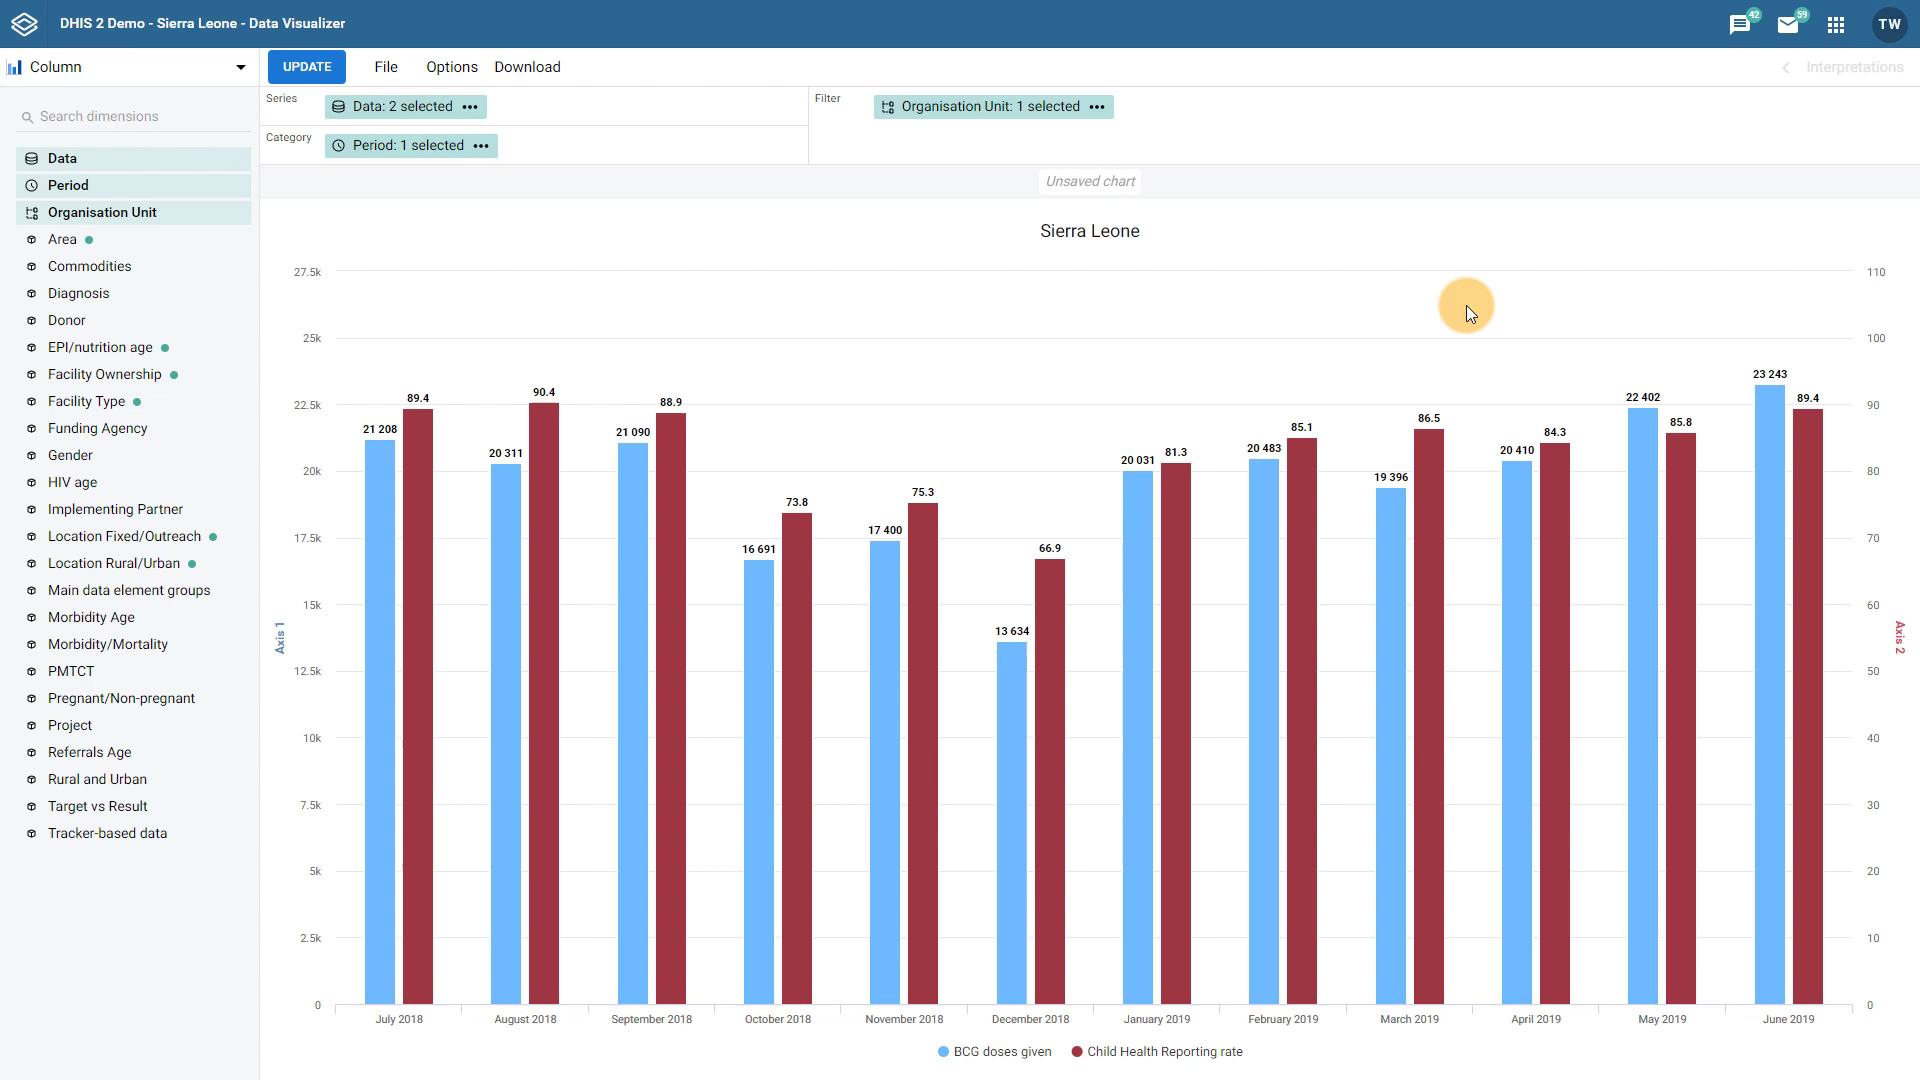 DHIS 2 Demo - Sierra Leone - Data Visualizer
42
59
TW
Column
UPDATE
File
Options
Download
Interpretations
Search dimensions
Series
Data: 2 selected
Filter
Organisation Unit: 1 selected
Category
Period: 1 selected
Data
Period
Organisation Unit
Area
Commodities
Diagnosis
Donor
EPI/nutrition age
Facility Ownership
Facility Type
Funding Agency
Gender
HIV age
Implementing Partner
Location Fixed/Outreach
Location Rural/Urban
Main data element groups
Morbidity Age
Morbidity/Mortality
PMTCT
Pregnant/Non-pregnant
Project
Referrals Age
Rural and Urban
Target vs Result
Tracker-based data
Unsaved chart
Sierra Leone
27.5k
25k
22.5k
20k
17.5k
15k
12.5k
10k
7.5k
5k
2.5k
0
Axis 1
21 208
89.4
20 311
90.4
21 090
88.9
16 691
73.8
17 400
75.3
13 634
66.9
20 031
81.3
20 483
85.1
19 396
86.5
20 410
84.3
22 402
85.8
23 243
89.4
110
100
90
80
70
60
50
40
30
20
10
0
Axis 2
July 2018
August 2018
September 2018
October 2018
November 2018
December 2018
January 2019
February 2019
March 2019
April 2019
May 2019
June 2019
BCG doses given
Child Health Reporting rate